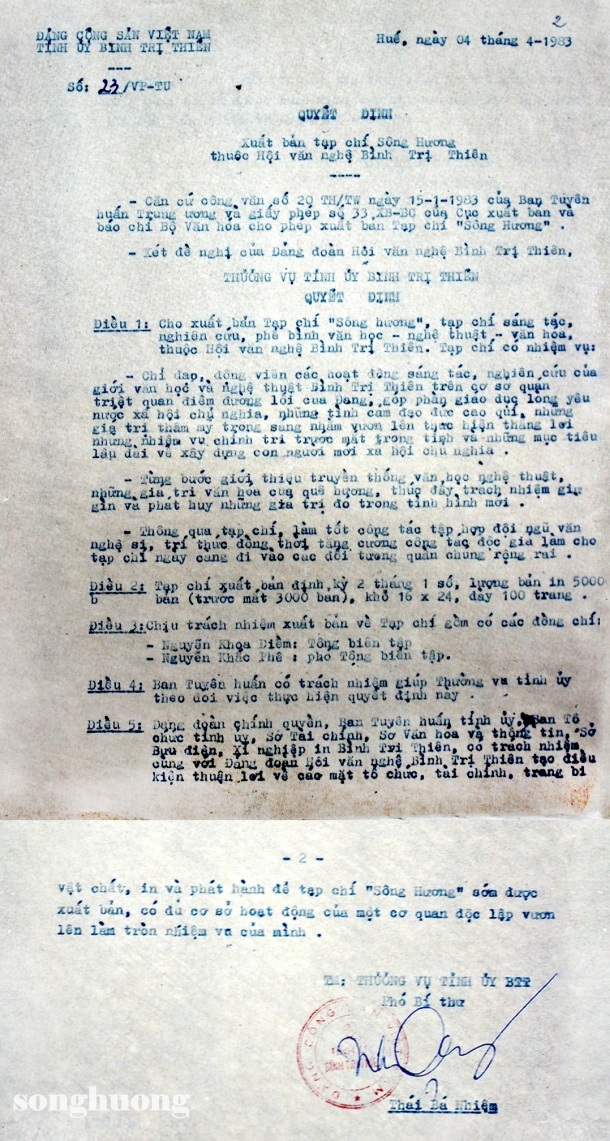 2
ĐẢNG CỘNG SẢN VIỆT NAM
TỈNH ỦY BÌNH TRỊ THIÊN
Huế, ngày 04 tháng 4-1983
Số: 23/VP-TU
QUYẾT ĐỊNH
Xuất bản tạp chí Sông Hương
thuộc Hội văn nghệ Bình Trị Thiên
- Căn cứ công văn số 20 TH/TW ngày 15-1-1983 của Ban Tuyên
huấn Trung ương và giấy phép số 33 XB-BC của Cục xuất bản và
báo chí Bộ Văn hóa cho phép xuất bản Tạp chí "Sông Hương" .
- Xét đề nghị của Đảng đoàn Hội văn nghệ Bình Trị Thiên,
THƯỜNG VỤ TỈNH ỦY BÌNH TRỊ THIÊN
QUYẾT ĐỊNH
Điều 1: Cho xuất bản Tạp chí "Sông hương", tạp chí sáng tác,
nghiên cứu, phê bình văn học - nghệ thuật - văn hóa,
thuộc Hội văn nghệ Bình Trị Thiên. Tạp chí có nhiệm vụ:
- Chỉ đạo, động viên các hoạt động sáng tác, nghiên cứu của
giới văn học và nghệ thuật Bình Trị Thiên trên cơ sở quán
triệt quan điểm đường lối của Đảng, góp phần giáo dục lòng yêu
nước xã hội chủ nghĩa, những tình cảm đạo đức cao quí, những
giá trị thẩm mỹ trong sáng nhằm vươn lên thực hiện thắng lợi
những nhiệm vụ chính trị trước mắt trong tỉnh và những mục tiêu
lâu dài về xây dựng con người mới xã hội chủ nghĩa .
- Từng bước giới thiệu truyền thống văn học nghệ thuật,
những giá trị văn hóa của quê hương, thúc đẩy trách nhiệm giữ
gìn và phát huy những giá trị đó trong tình hình mới .
- Thông qua tạp chí, làm tốt công tác tập hợp đội ngũ văn
nghệ sĩ, trí thức đồng thời tăng cường công tác độc giả làm cho
tạp chí ngày càng đi vào các đối tượng quần chúng rộng rãi .
Điều 2: Tạp chí xuất bản định kỳ 2 tháng 1 số, lượng bản in 5000
b bản (trước mắt 3000 bản), khổ 16 x 24, dày 100 trang .
Điều 3:Chịu trách nhiệm xuất bản về Tạp chí gồm có các đồng chí:
- Nguyễn Khoa Điềm: Tổng biên tập
- Nguyễn Khắc Phê : phó Tổng biên tập.
Điều 4: Ban Tuyên huấn có trách nhiệm giúp Thường vụ tỉnh ủy
theo dõi việc thực hiện quyết định này .
Điều 5: Đảng đoàn chính quyền, Ban Tuyên huấn tỉnh ủy, Ban Tổ
chức tỉnh ủy, Sở Tài chính, Sở Văn hóa và thông tin, Sở
Bưu điện, Xí nghiệp in Bình Trị Thiên, có trách nhiệm
cùng với Đảng đoàn Hội văn nghệ Bình Trị Thiên tạo điều
kiện thuận lợi về các mặt tổ chức, tài chính, trang bị
- 2 -
vật chất, in và phát hành để tạp chí "Sông Hương" sớm được
xuất bản, có đủ cơ sở hoạt động của một cơ quan độc lập vươn
lên làm tròn nhiệm vụ của mình .
TM: THƯỜNG VỤ TỈNH ỦY BTT
Phó Bí thư
Thái Bá Nhiệm
songhuong